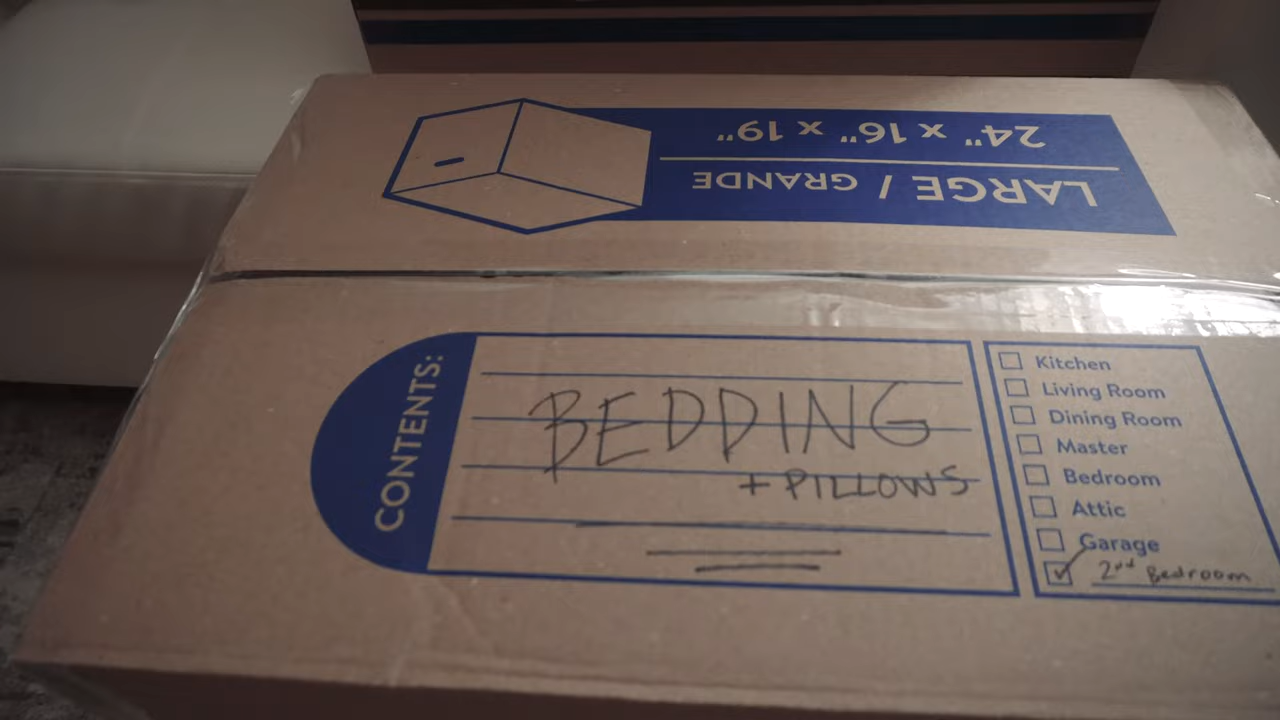 LARGE / GRANDE
24" x 16" x 19"
CONTENTS:
BEDDING
+ PILLOWS
Kitchen
Living Room
Dining Room
Master
Bedroom
Attic
Garage
2nd Bedroom